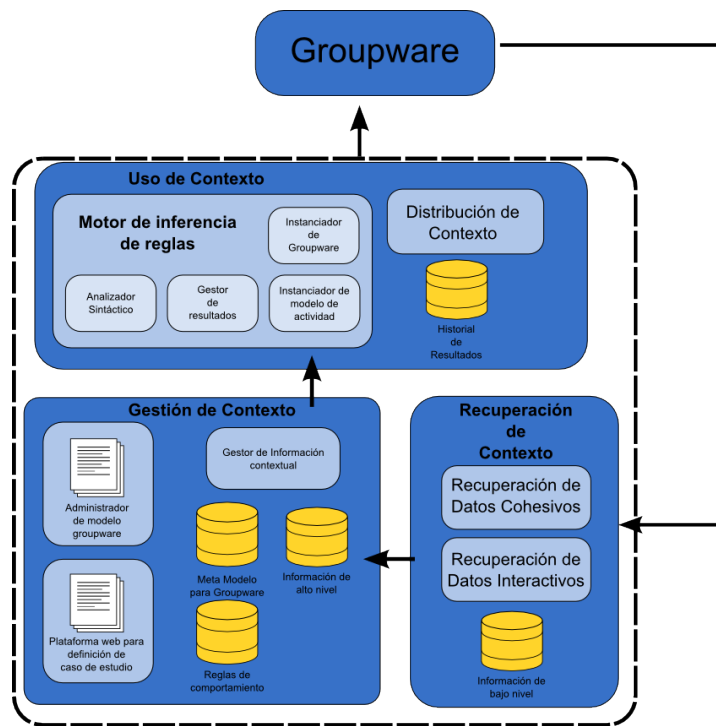 Groupware
Uso de Contexto
Motor de inferencia
de reglas
Instanciador
de
Groupware
Analizador
Sintáctico
Gestor
de
resultados
Instanciador de
modelo de
actividad
Distribución de
Contexto
Historial
de
Resultados
Gestión de Contexto
Administrador
de modelo
groupware
Gestor de Información
contextual
Meta Modelo
para Groupware
Información de
alto nivel
Plataforma web para
definición de
caso de estudio
Reglas de
comportamiento
Recuperación
de
Contexto
Recuperación de
Datos Cohesivos
Recuperación de
Datos Interactivos
Información de
bajo nivel